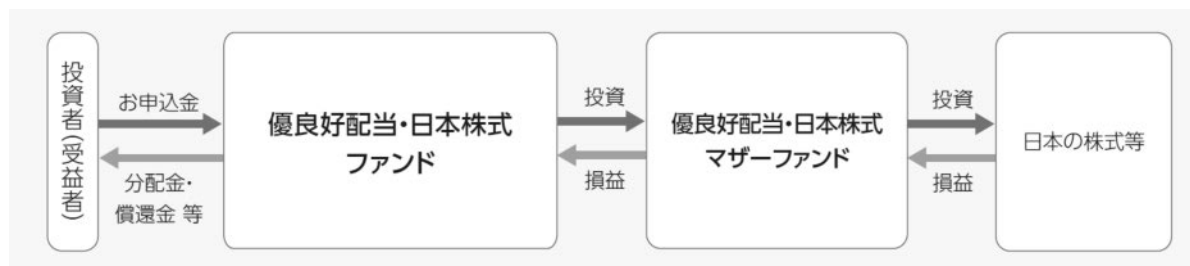 投資者（受益者）
お申込金
分配金・
償還金 等
優良好配当・日本株式
ファンド
投資
損益
優良好配当・日本株式
マザーファンド
投資
損益
日本の株式等